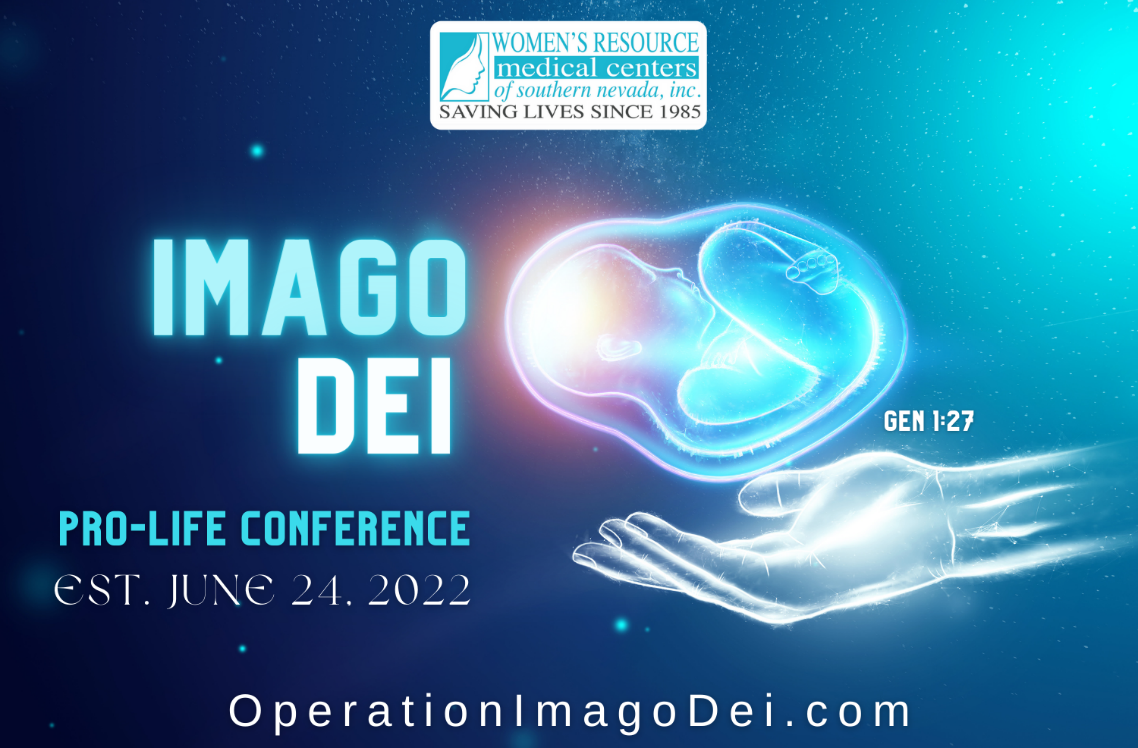 WOMEN'S RESOURCE
medical centers
of southern nevada, inc.
SAVING LIVES SINCE 1985
IMAGO
DEI
GEN 1:27
PRO-LIFE CONFERENCE
EST. JUNE 24, 2022
OperationImagoDei.com